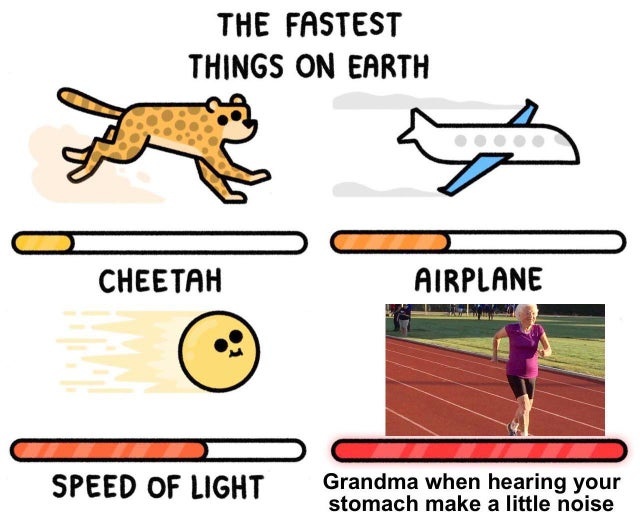 THE FASTEST
THINGS ON EARTH
CHEETAH
AIRPLANE
SPEED OF LIGHT
Grandma when hearing your
stomach make a little noise